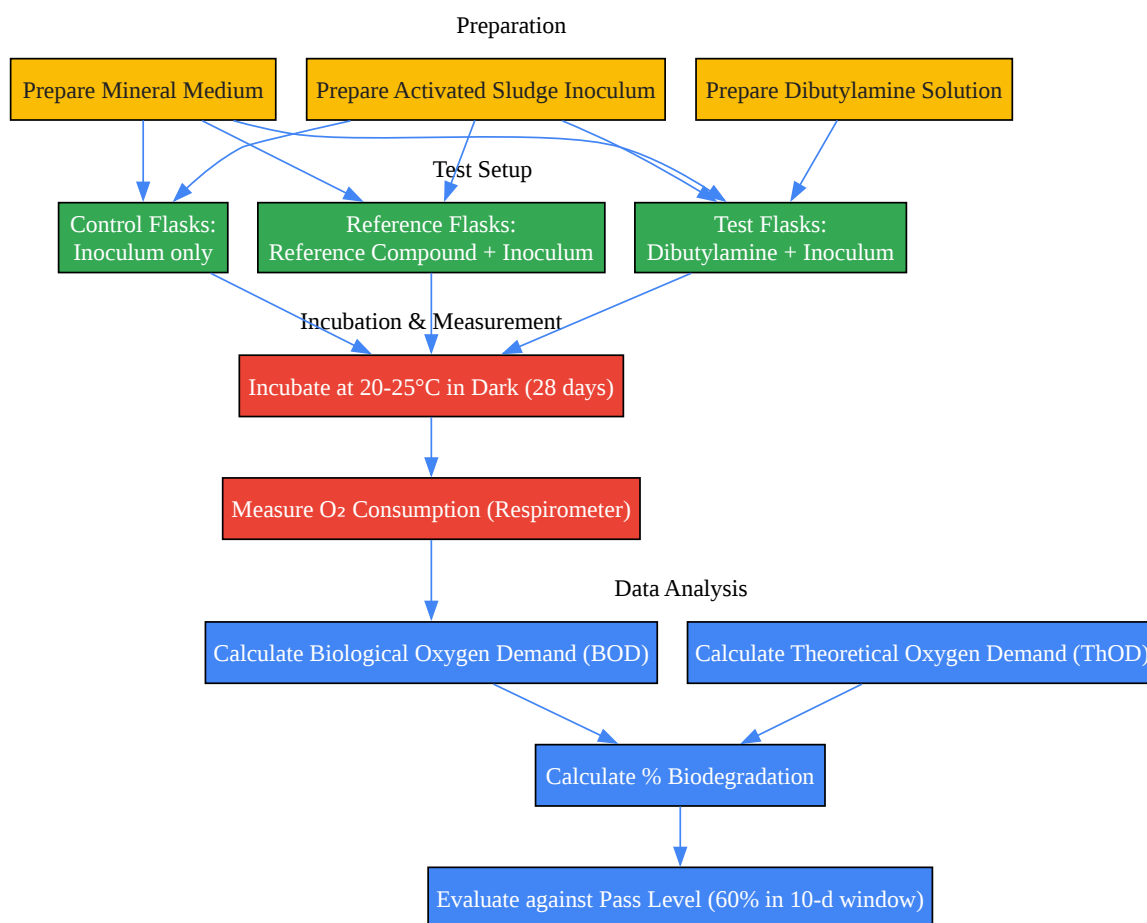 Preparation
Prepare Mineral Medium
Prepare Activated Sludge Inoculum
Prepare Dibutylamine Solution
Test Setup
Control Flasks:
Inoculum only
Reference Flasks:
Reference Compound + Inoculum
Test Flasks:
Dibutylamine + Inoculum
Incubation & Measurement
Incubate at 20-25°C in Dark (28 days)
Measure O₂ Consumption (Respirometer)
Data Analysis
Calculate Biological Oxygen Demand (BOD)
Calculate Theoretical Oxygen Demand (ThOD)
Calculate % Biodegradation
Evaluate against Pass Level (60% in 10-d window)